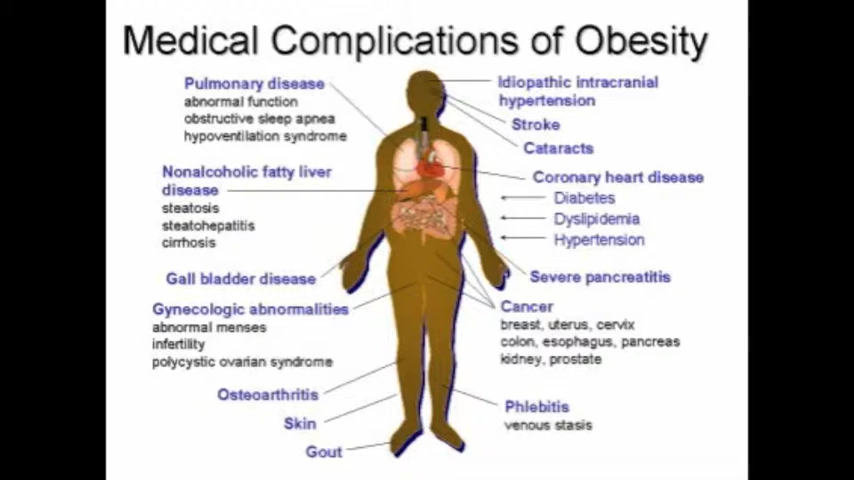 Medical Complications of Obesity
Pulmonary disease
abnormal function
obstructive sleep apnea
hypoventilation syndrome
Nonalcoholic fatty liver
disease
steatosis
steatohepatitis
cirrhosis
Gall bladder disease
Gynecologic abnormalities
abnormal menses
infertility
polycystic ovarian syndrome
Osteoarthritis
Skin
Gout
Idiopathic intracranial
hypertension
Stroke
Cataracts
Coronary heart disease
Diabetes
Dyslipidemia
Hypertension
Severe pancreatitis
Cancer
breast, uterus, cervix
colon, esophagus, pancreas
kidney, prostate
Phlebitis
venous stasis